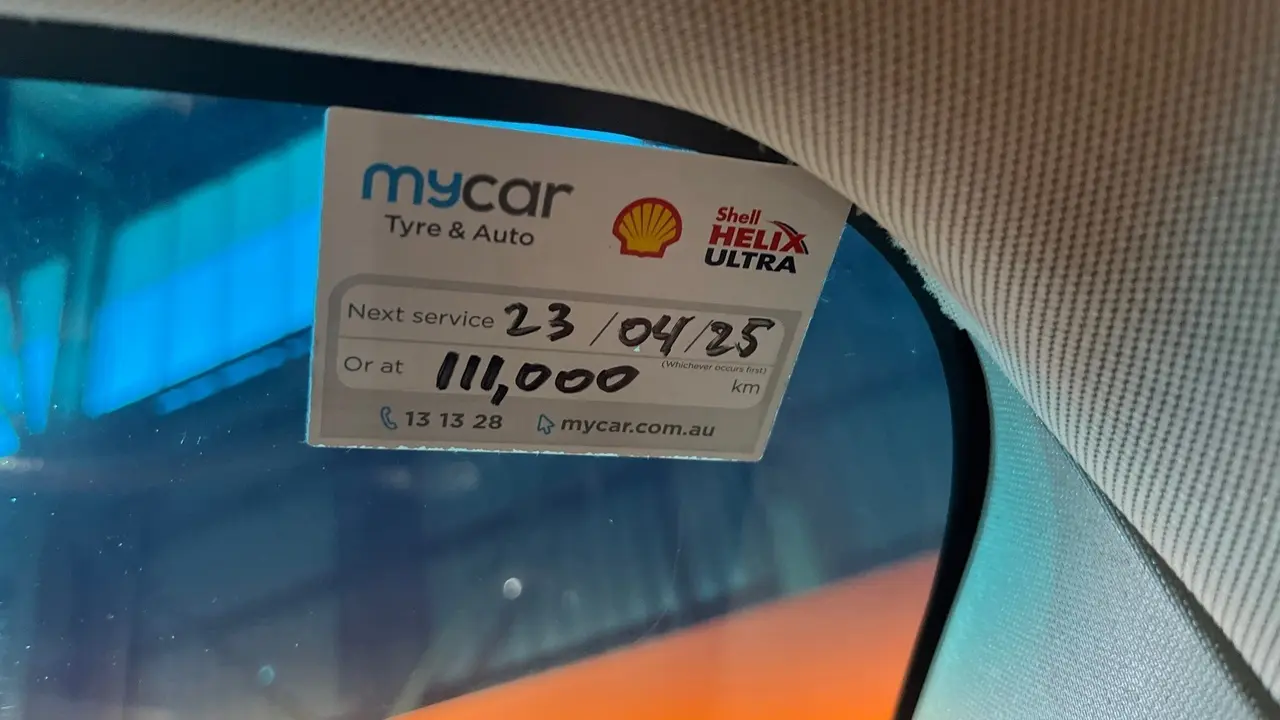 mycar
Tyre & Auto
Shell
HELIX
ULTRA
Next service 23/04/25
(Whichever occurs first)
Or at 111,000 km
13 13 28 mycar.com.au